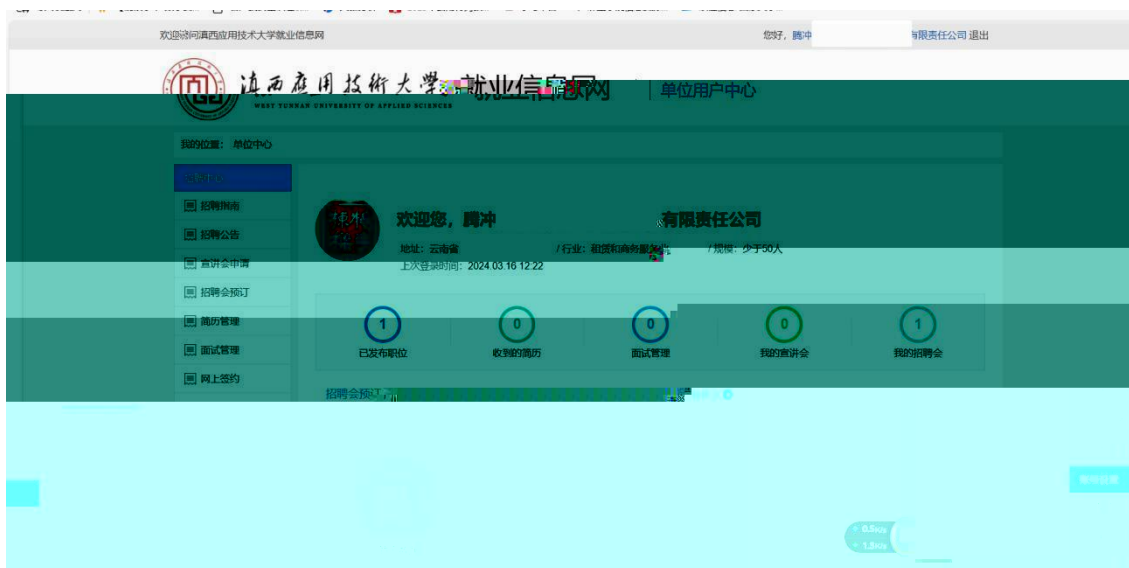 欢迎访问滇西应用技术大学就业信息网
您好，腾冲 有限责任公司 退出
滇西应用技術大学 就业信息网 单位用户中心
WEST YUNNAN UNIVERSITY OF APPLIED SCIENCES
我的位置： 单位中心
招聘指南
欢迎您，腾冲 有限责任公司
招聘公告
地址：云南省 /行业：租赁和商务服务业 /规模：少于50人
宣讲会申请
上次登录时间：2024.03.16 12:22
招聘会预订
简历管理
1 0 0 0 1
面试管理
已发布职位 收到的简历 面试管理 我的宣讲会 我的招聘会
网上签约
招聘会预订
+ 0.5K/s
+ 1.5K/s